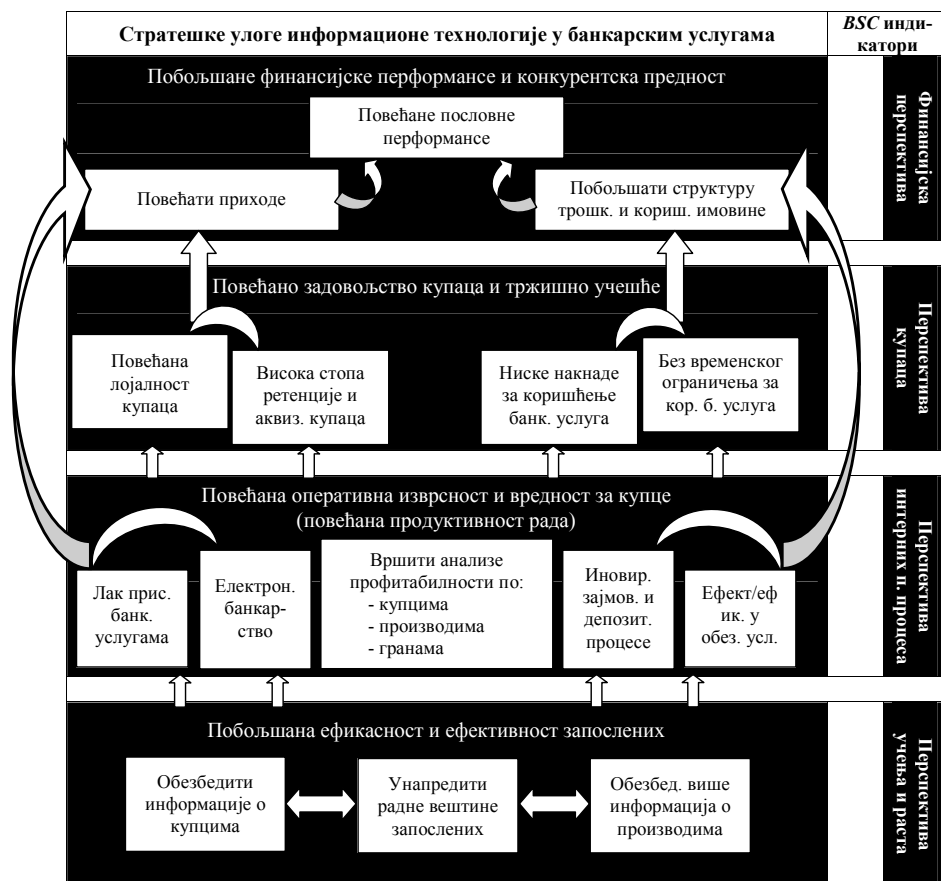 Стратешке улоге информационе технологије у банкарским услугама
BSC инди-
катори
Побољшане финансијске перформансе и конкурентска предност
Повећане пословне
перформансе
Повећати приходе
Побољшати структуру
трошк. и кориш. имовине
Финансијска
перспектива
Повећано задовољство купаца и тржишно учешће
Повећана
лојалност
купаца
Висока стопа
ретенције и
аквиз. купаца
Ниске накнаде
за коришћење
банк. услуга
Без временског
ограничења за
кор. б. услуга
Перспектива
купаца
Повећана оперативна изврсност и вредност за купце
(повећана продуктивност рада)
Лак прис.
банк.
услугама
Електрон.
банкар-
ство
Вршити анализе
профитабилности по:
- купцима
- производима
- гранама
Иновир.
зајмов. и
депозит.
процесе
Ефект/еф
ик. у
обез. усл.
Перспектива
интерних п. процеса
Побољшана ефикасност и ефективност запослених
Обезбедити
информације о
купцима
Унапредити
радне вештине
запослених
Обезбед. више
информација о
производима
Перспектива
учења и раста